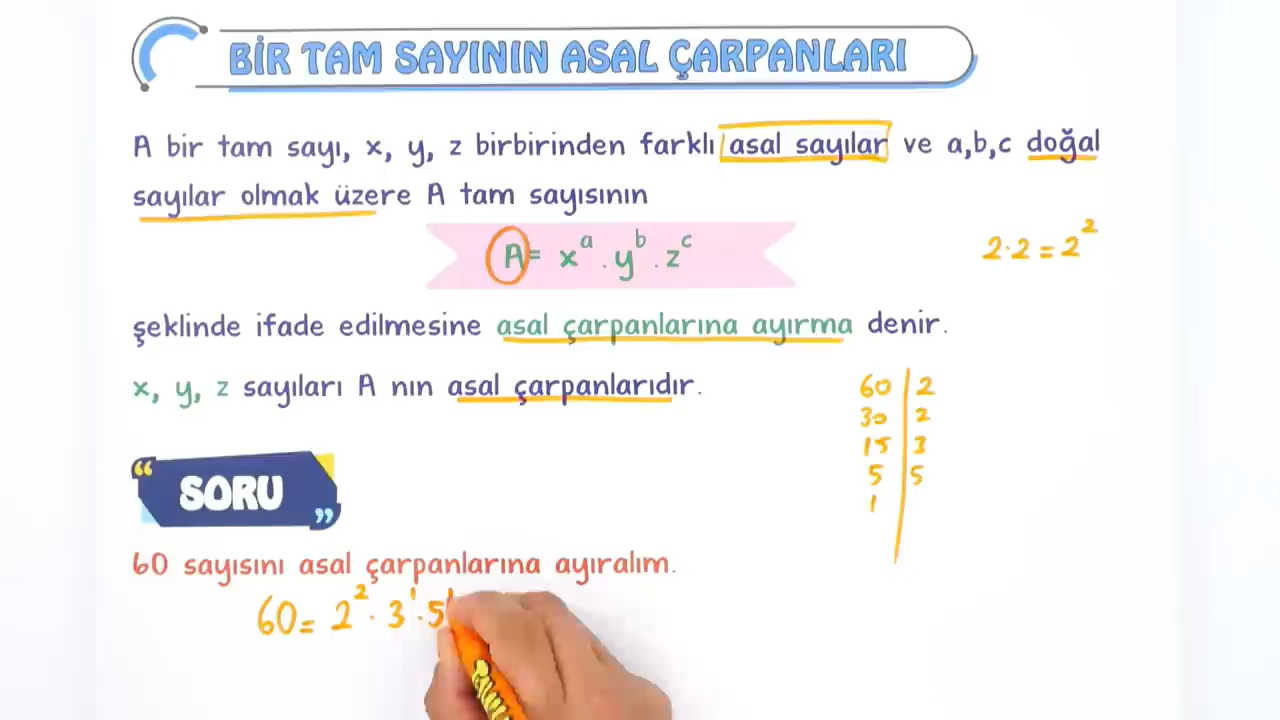 BİR TAM SAYININ ASAL ÇARPANLARI
A bir tam sayı, x, y, z birbirinden farklı asal sayılar ve a,b,c doğal
sayılar olmak üzere A tam sayısının
A= x^a . y^b . z^c
2·2=2^2
şeklinde ifade edilmesine asal çarpanlarına ayırma denir.
x, y, z sayıları A nın asal çarpanlarıdır.
60 | 2
30 | 2
15 | 3
5 | 5
1
“ SORU ”
60 sayısını asal çarpanlarına ayıralım.
60= 2^2 · 3^1 · 5^1